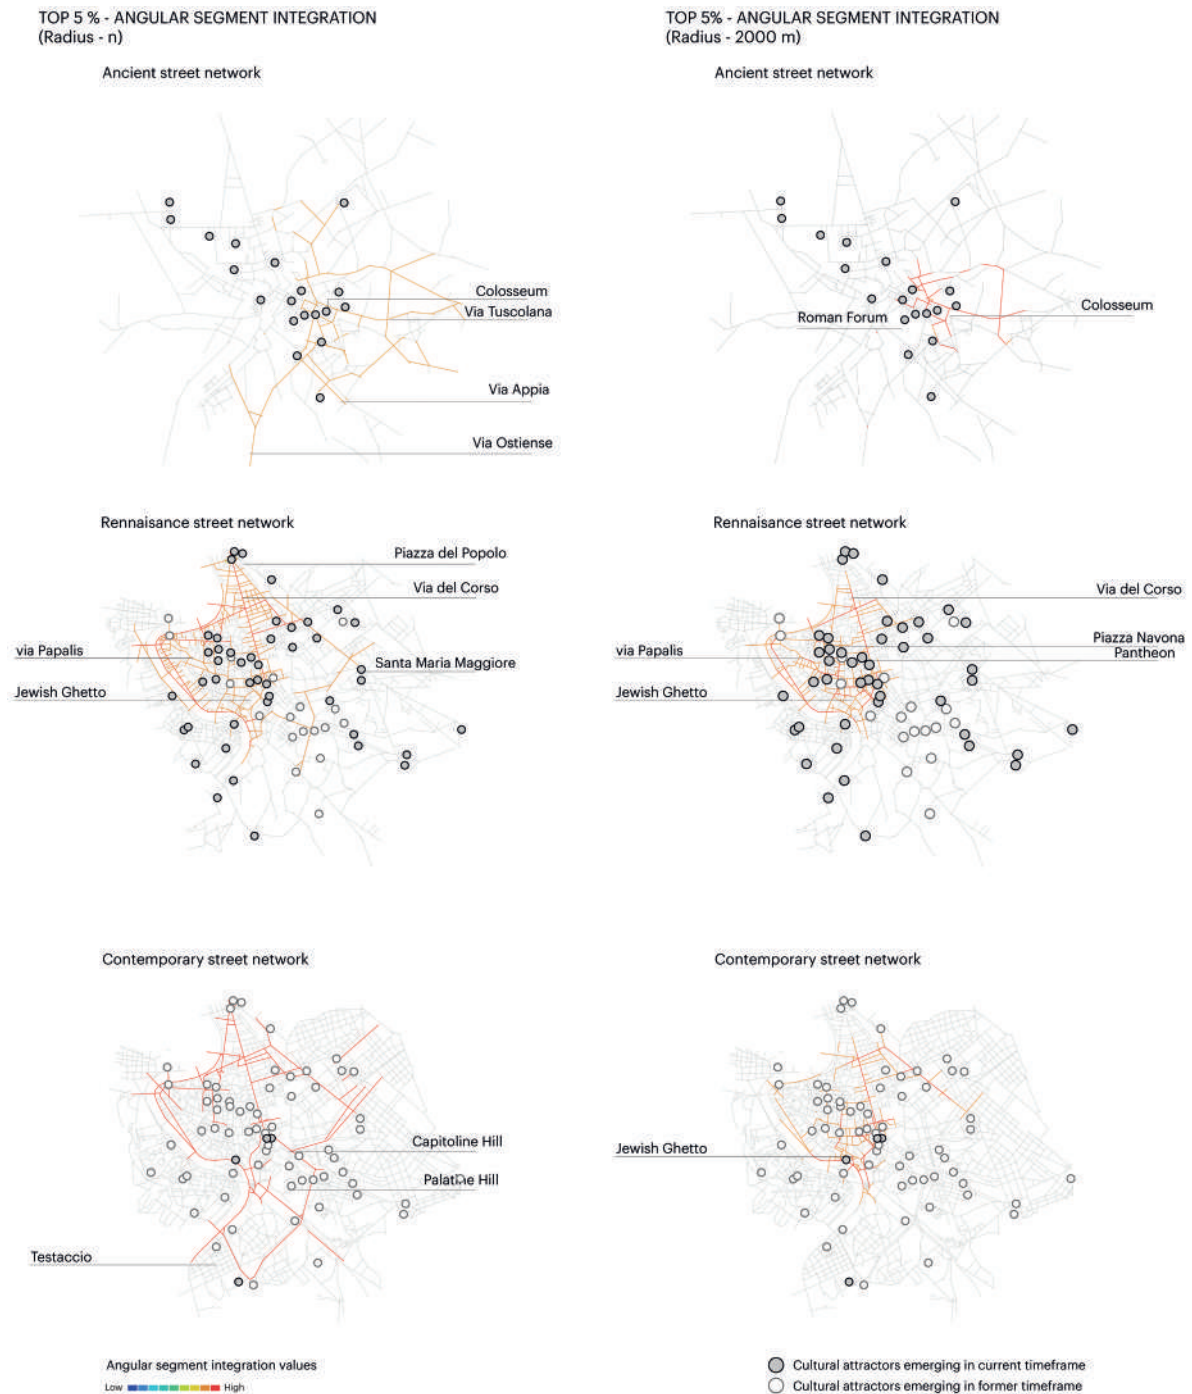 TOP 5 % - ANGULAR SEGMENT INTEGRATION
(Radius - n)
Ancient street network
Colosseum
Via Tuscolana
Via Appia
Via Ostiense
TOP 5% - ANGULAR SEGMENT INTEGRATION
(Radius - 2000 m)
Ancient street network
Roman Forum
Colosseum
Rennaisance street network
Piazza del Popolo
Via del Corso
via Papalis
Santa Maria Maggiore
Jewish Ghetto
Rennaisance street network
Via del Corso
Piazza Navona
via Papalis
Pantheon
Jewish Ghetto
Contemporary street network
Capitoline Hill
Palatine Hill
Testaccio
Contemporary street network
Jewish Ghetto
Angular segment integration values
Low High
Cultural attractors emerging in current timeframe
Cultural attractors emerging in former timeframe